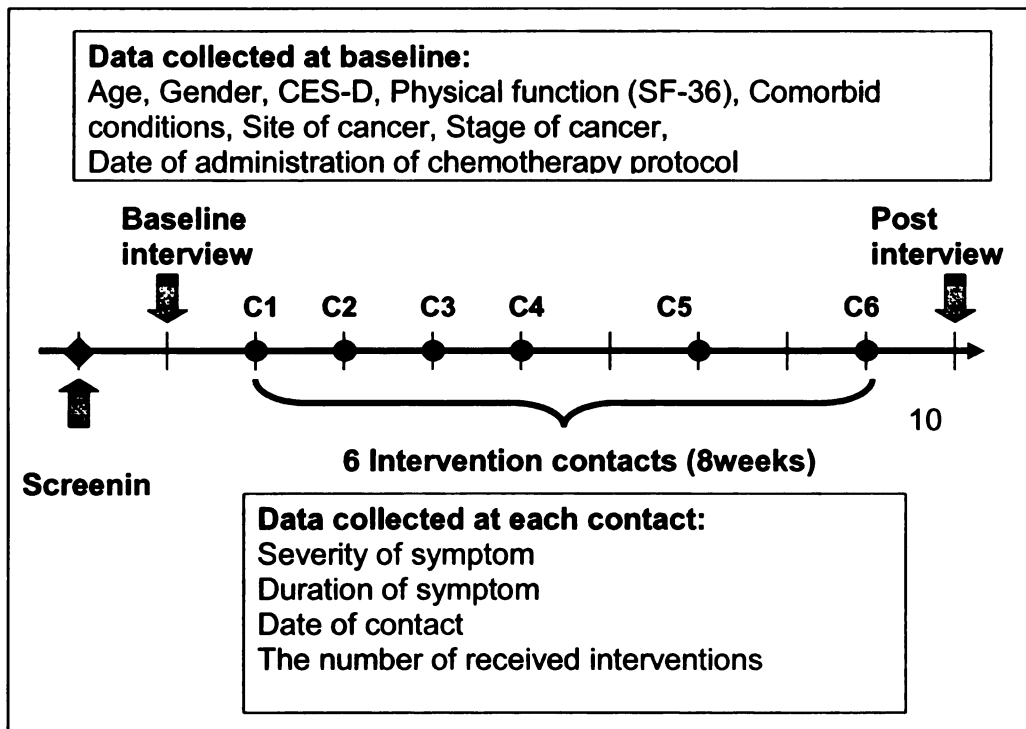 Data collected at baseline:
Age, Gender, CES-D, Physical function (SF-36), Comorbid
conditions, Site of cancer, Stage of cancer,
Date of administration of chemotherapy protocol
Baseline
interview
Post
interview
C1 C2 C3 C4 C5 C6
10
6 Intervention contacts (8weeks)
Screenin
Data collected at each contact:
Severity of symptom
Duration of symptom
Date of contact
The number of received interventions